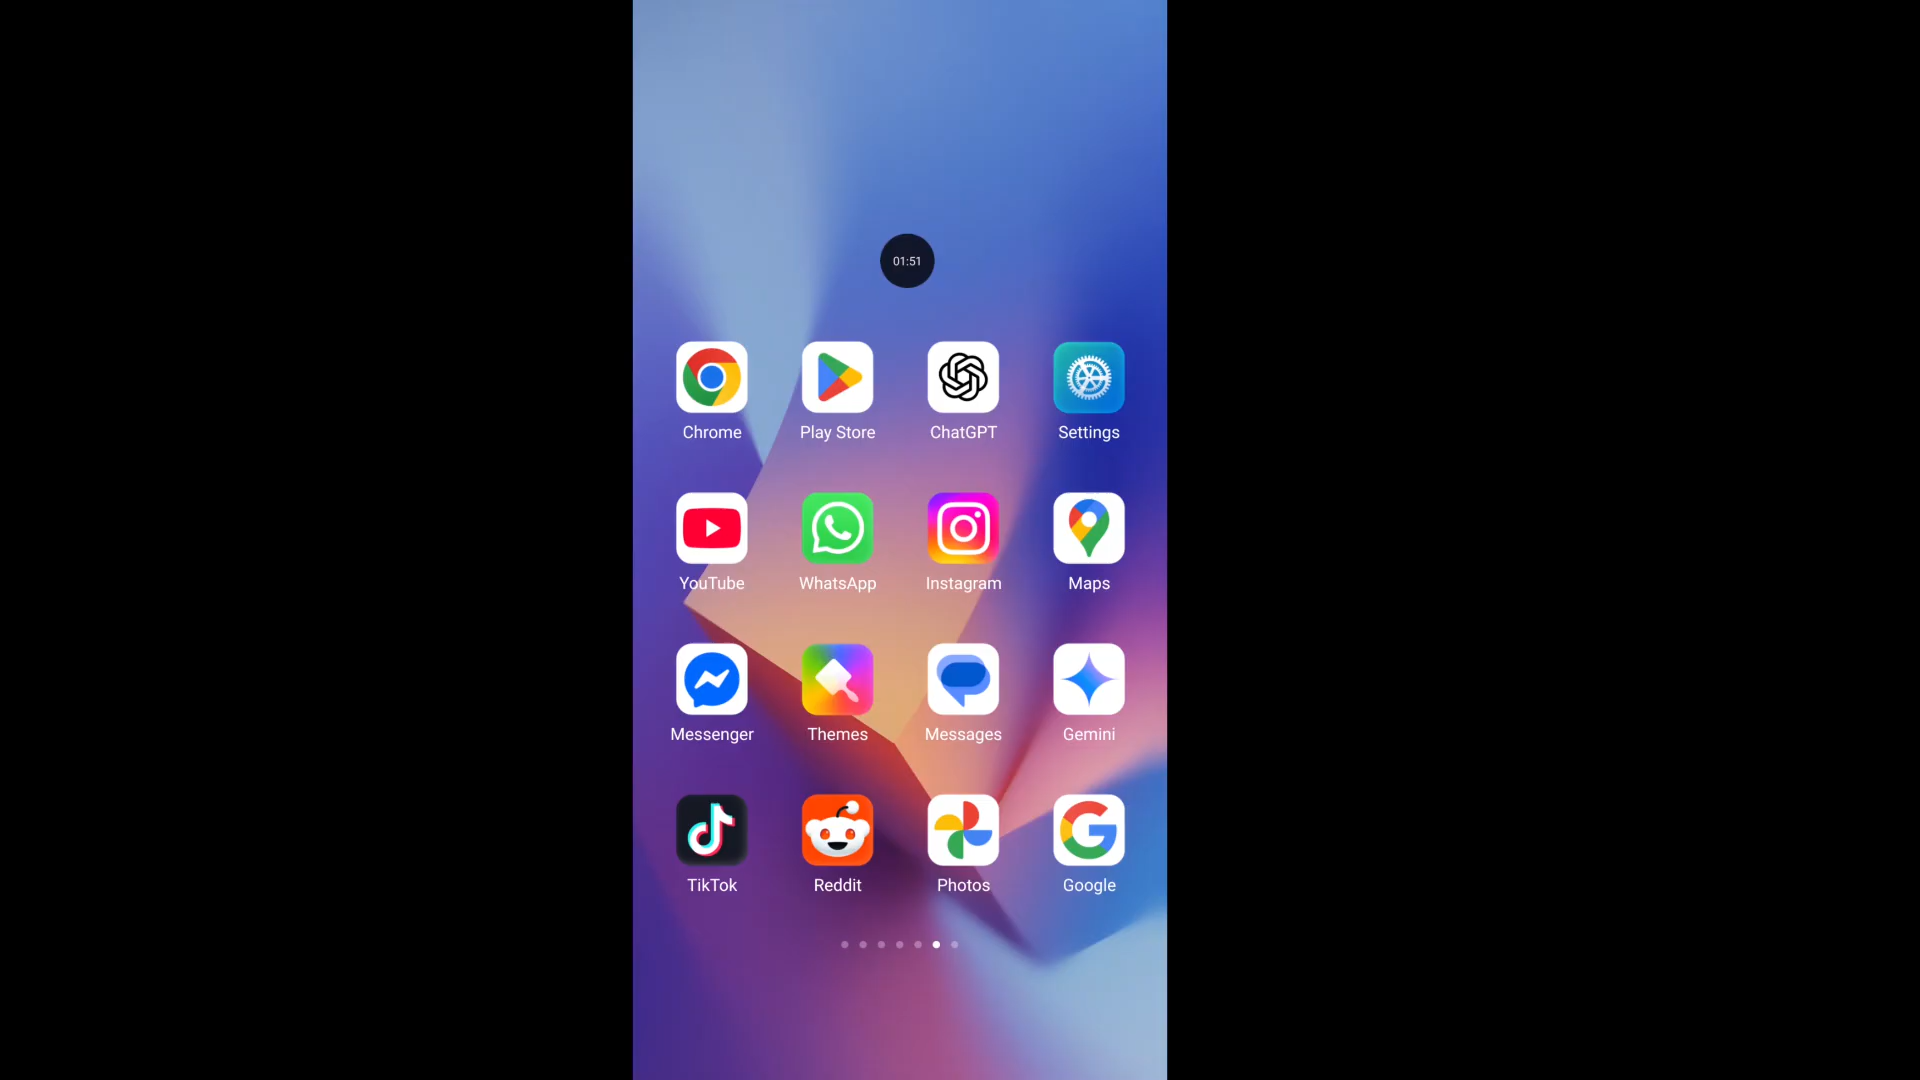 01:51
Chrome Play Store ChatGPT Settings
YouTube WhatsApp Instagram Maps
Messenger Themes Messages Gemini
TikTok Reddit Photos Google